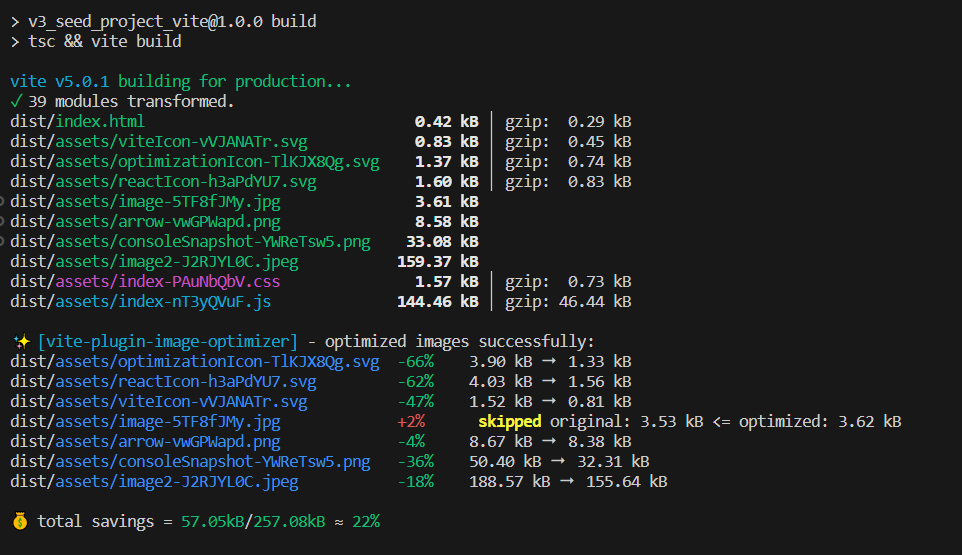 > v3_seed_project_vite@1.0.0 build
> tsc && vite build
vite v5.0.1 building for production...
✓ 39 modules transformed.
dist/index.html 0.42 kB │ gzip: 0.29 kB
dist/assets/viteIcon-vVJANATr.svg 0.83 kB │ gzip: 0.45 kB
dist/assets/optimizationIcon-TlKJX8Qg.svg 1.37 kB │ gzip: 0.74 kB
dist/assets/reactIcon-h3aPdYU7.svg 1.60 kB │ gzip: 0.83 kB
dist/assets/image-5TF8fJMy.jpg 3.61 kB
dist/assets/arrow-vwGPWapd.png 8.58 kB
dist/assets/consoleSnapshot-YWReTsw5.png 33.08 kB
dist/assets/image2-J2RJYL0C.jpeg 159.37 kB
dist/assets/index-PAuNbQbV.css 1.57 kB │ gzip: 0.73 kB
dist/assets/index-nT3yQVuF.js 144.46 kB │ gzip: 46.44 kB
✨ [vite-plugin-image-optimizer] - optimized images successfully:
dist/assets/optimizationIcon-TlKJX8Qg.svg -66% 3.90 kB → 1.33 kB
dist/assets/reactIcon-h3aPdYU7.svg -62% 4.03 kB → 1.56 kB
dist/assets/viteIcon-vVJANATr.svg -47% 1.52 kB → 0.81 kB
dist/assets/image-5TF8fJMy.jpg +2% skipped original: 3.53 kB <= optimized: 3.62 kB
dist/assets/arrow-vwGPWapd.png -4% 8.67 kB → 8.38 kB
dist/assets/consoleSnapshot-YWReTsw5.png -36% 50.40 kB → 32.31 kB
dist/assets/image2-J2RJYL0C.jpeg -18% 188.57 kB → 155.64 kB
💰 total savings = 57.05kB/257.08kB ≈ 22%